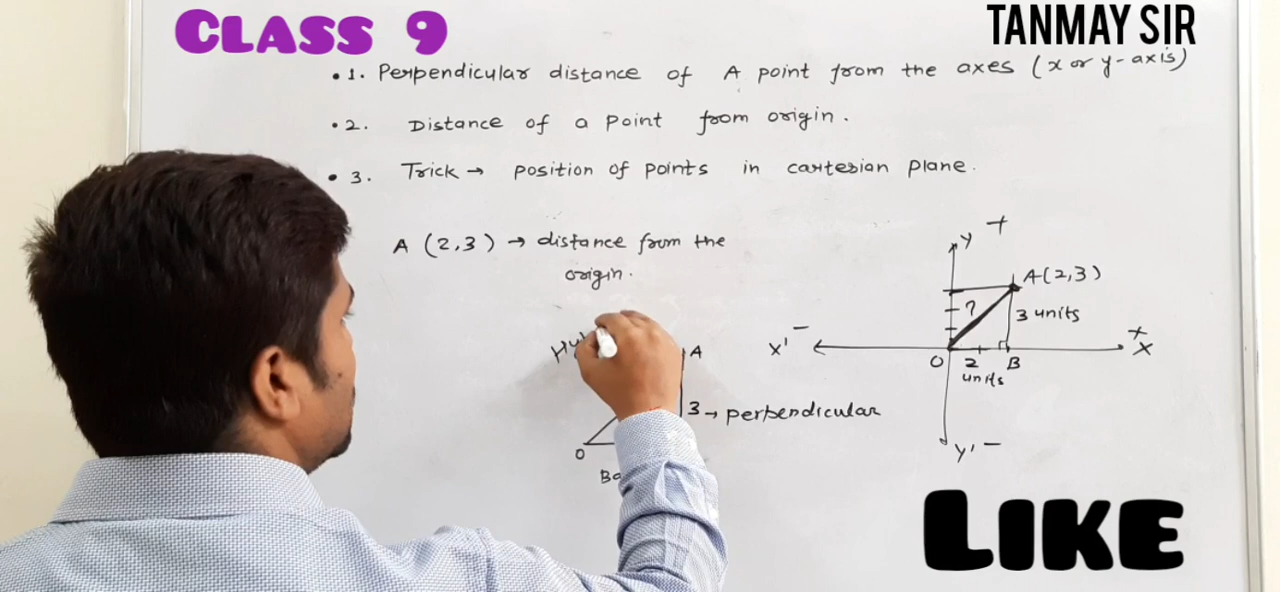 CLASS 9
TANMAY SIR
• 1. Perpendicular distance of A point from the axes (x or y-axis)
• 2. Distance of a Point from origin.
• 3. Trick → position of points in cartesian plane.
A (2,3) → distance from the
origin.
y +
A(2,3)
?
3 units
X' −
+
X
O 2 B
units
y' −
A
3 → perpendicular
O
LIKE